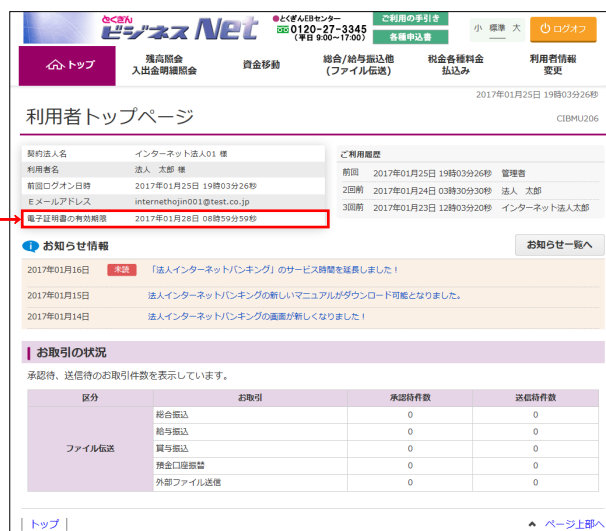 とくぎん
ビジネスNet
●とくぎんEBセンター
0120-27-3345
(平日 9:00~17:00)
ご利用の手引き
各種申込書
小 標準 大
ログオフ
トップ
残高照会
入出金明細照会
資金移動
総合/給与振込他
(ファイル伝送)
税金各種料金
払込み
利用者情報
変更
2017年01月25日 19時03分26秒
利用者トップページ
CIBMU206
契約法人名 インターネット法人01 様
利用者名 法人 太郎 様
前回ログオン日時 2017年01月25日 19時03分26秒
Eメールアドレス internethojin001@test.co.jp
電子証明書の有効期限 2017年01月28日 08時59分59秒
ご利用履歴
前回 2017年01月25日 19時03分26秒 管理者
2回前 2017年01月24日 03時30分30秒 法人 太郎
3回前 2017年01月23日 12時03分20秒 インターネット法人太郎
お知らせ情報
お知らせ一覧へ
2017年01月16日 未読 「法人インターネットバンキング」のサービス時間を延長しました!
2017年01月15日 法人インターネットバンキングの新しいマニュアルがダウンロード可能となりました。
2017年01月14日 法人インターネットバンキングの画面が新しくなりました!
お取引の状況
承認待、送信待のお取引件数を表示しています。
区分 お取引 承認待件数 送信待件数
総合振込 0 0
給与振込 0 0
ファイル伝送 賞与振込 0 0
預金口座振替 0 0
外部ファイル送信 0 0
トップ
ページ上部へ